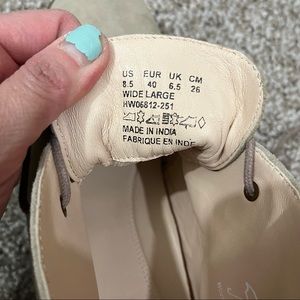 US EUR UK CM
8.5 40 6.5 26
WIDE LARGE
HW06812-251
MADE IN INDIA
FABRIQUE EN INDE